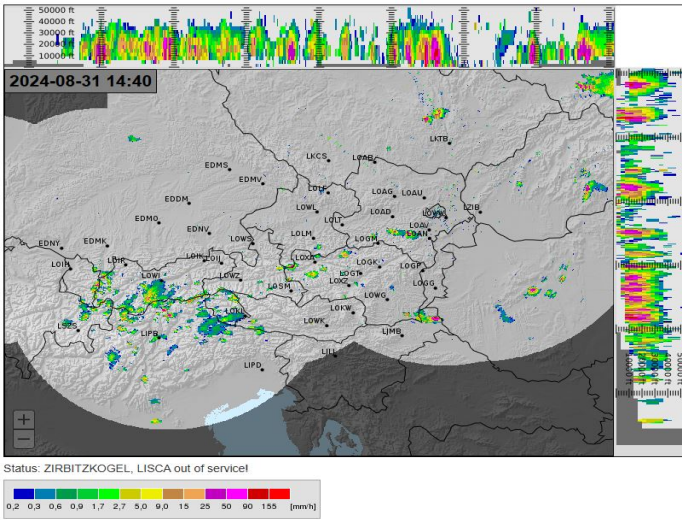 50000 ft
40000 ft
30000 ft
20000 ft
10000 ft
2024-08-31 14:40
LKTB
LKCS
LOAB
EDMS
EDMV
LOLF
LOAG
LOAU
EDDM
LOWL
LOAD
LOWW
LZIB
EDMO
LOLT
LOAV
EDNV
LOLM
LOAN
EDNY
EDMK
LOWS
LOGM
LOIR
LOIK
LOIJ
LOXA
LOGK
LOIH
LOGP
LOWI
LOWZ
LOGT
LOXZ
LOGG
LOSM
LOWG
LSZS
LIPB
LOKW
LOWK
LJMB
LJLJ
LIPD
+
−
Status: ZIRBITZKOGEL, LISCA out of service!
0,2 0,3 0,6 0,9 1,7 2,7 5,0 9,0 15 25 50 90 155 [mm/h]